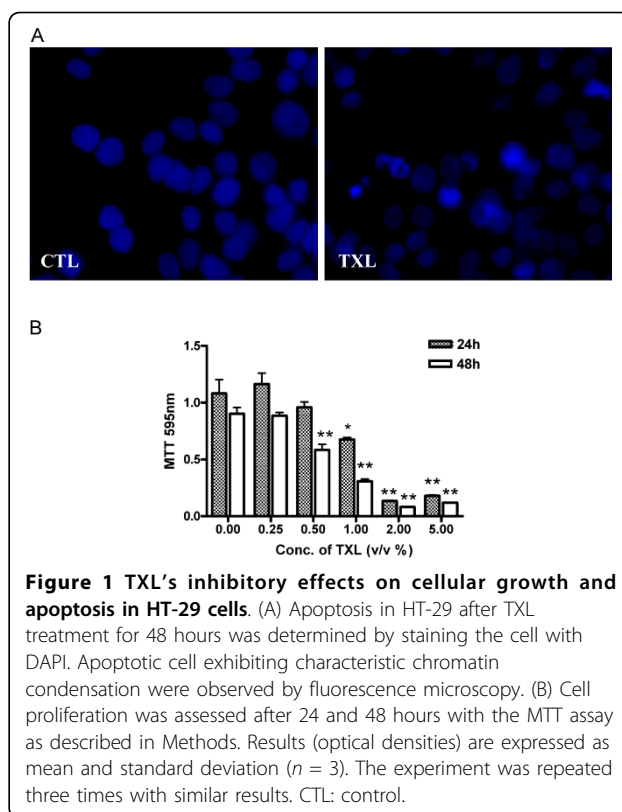 A
CTL
TXL
B
24h
48h
MTT 595nm
1.5
1.0
0.5
0.0
** 
*
**
** **
** **
0.00 0.25 0.50 1.00 2.00 5.00
Conc. of TXL (v/v %)
Figure 1 TXL's inhibitory effects on cellular growth and
apoptosis in HT-29 cells. (A) Apoptosis in HT-29 after TXL
treatment for 48 hours was determined by staining the cell with
DAPI. Apoptotic cell exhibiting characteristic chromatin
condensation were observed by fluorescence microscopy. (B) Cell
proliferation was assessed after 24 and 48 hours with the MTT assay
as described in Methods. Results (optical densities) are expressed as
mean and standard deviation (n = 3). The experiment was repeated
three times with similar results. CTL: control.